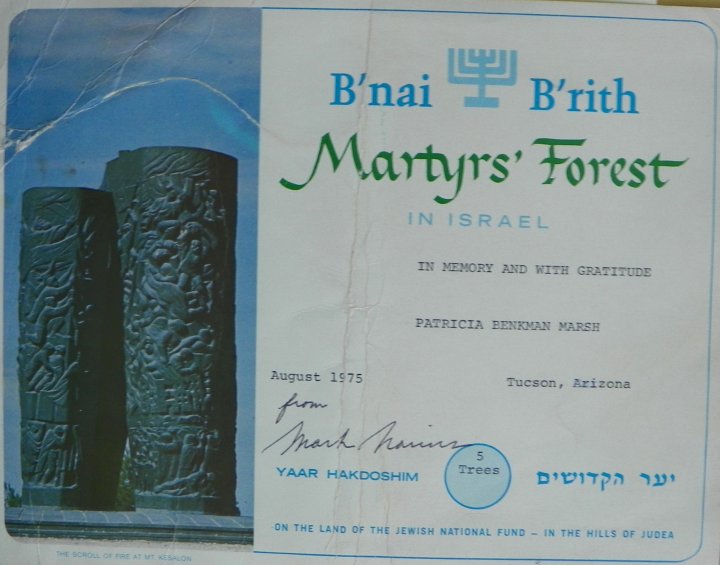 B'nai B'rith
Martyrs' Forest
IN ISRAEL
IN MEMORY AND WITH GRATITUDE
PATRICIA BENKMAN MARSH
August 1975
Tucson, Arizona
from
Mark
5
Trees
YAAR HAKDOSHIM
יער הקדושים
ON THE LAND OF THE JEWISH NATIONAL FUND – IN THE HILLS OF JUDEA
THE SCROLL OF FIRE AT MT. KESALON